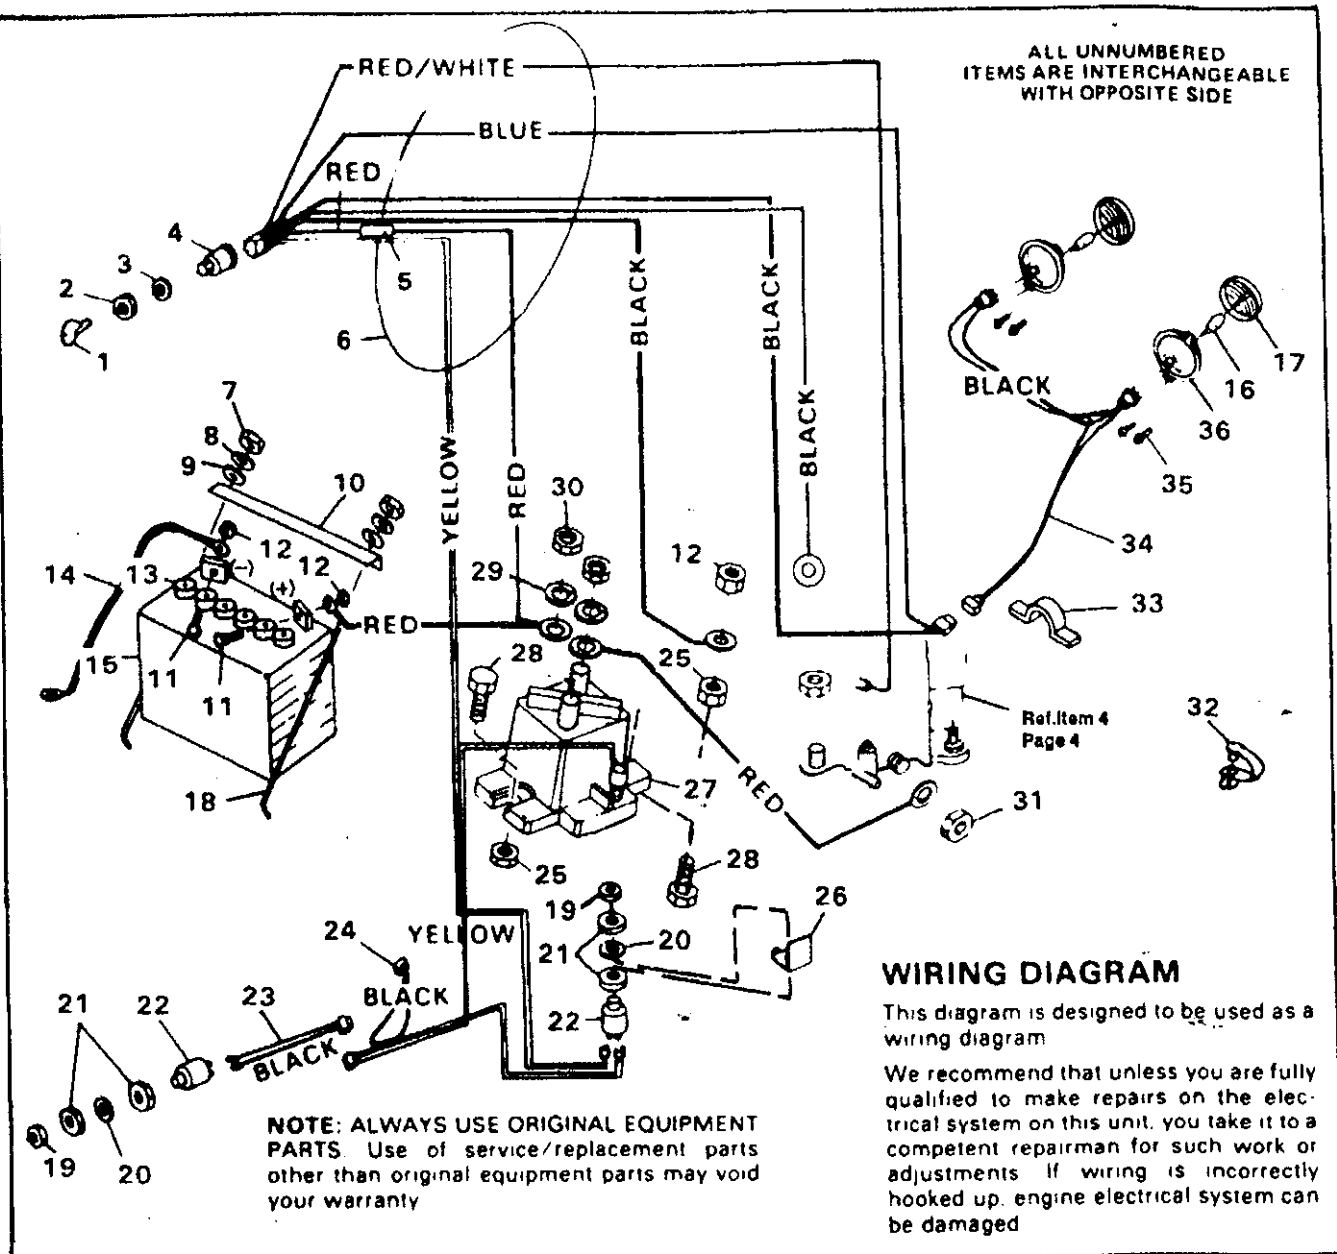 ALL UNNUMBERED
ITEMS ARE INTERCHANGEABLE
WITH OPPOSITE SIDE
RED/WHITE
BLUE
RED
4
3
2
1
5
6
BLACK
BLACK
BLACK
BLACK
17
16
36
35
34
33
7
8
9
10
12
12
14
13
(-)
(+)
15
11
11
18
RED
YELLOW
RED
30
29
12
28
25
27
RED
Ref.Item 4
Page 4
32
31
25
28
19
21
20
26
22
24
YELLOW
BLACK
21
22
23
BLACK
19
20
NOTE: ALWAYS USE ORIGINAL EQUIPMENT
PARTS. Use of service/replacement parts
other than original equipment parts may void
your warranty
WIRING DIAGRAM
This diagram is designed to be used as a
wiring diagram
We recommend that unless you are fully
qualified to make repairs on the elec-
trical system on this unit, you take it to a
competent repairman for such work or
adjustments If wiring is incorrectly
hooked up, engine electrical system can
be damaged